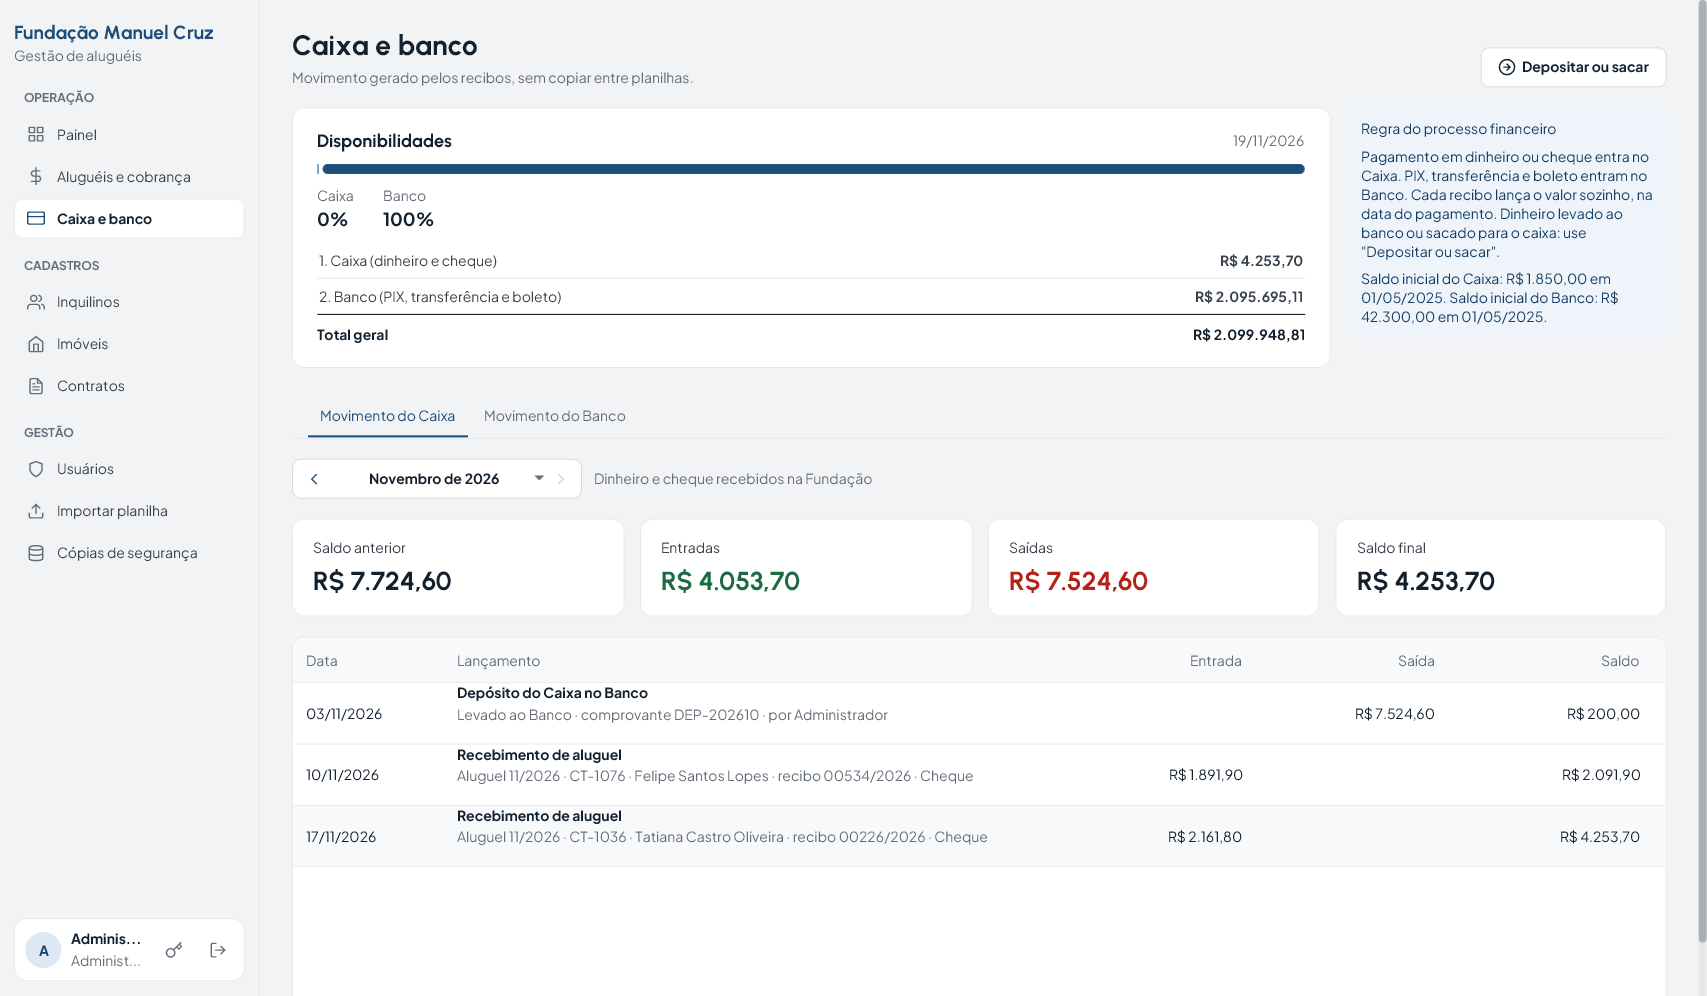 Fundação Manuel Cruz
Gestão de aluguéis
OPERAÇÃO
Painel
Aluguéis e cobrança
Caixa e banco
CADASTROS
Inquilinos
Imóveis
Contratos
GESTÃO
Usuários
Importar planilha
Cópias de segurança
A
Adminis...
Administ...
Caixa e banco
Movimento gerado pelos recibos, sem copiar entre planilhas.
Depositar ou sacar
Disponibilidades
19/11/2026
Caixa
Banco
0%
100%
1. Caixa (dinheiro e cheque)
R$ 4.253,70
2. Banco (PIX, transferência e boleto)
R$ 2.095.695,11
Total geral
R$ 2.099.948,81
Regra do processo financeiro
Pagamento em dinheiro ou cheque entra no
Caixa. PIX, transferência e boleto entram no
Banco. Cada recibo lança o valor sozinho, na
data do pagamento. Dinheiro levado ao
banco ou sacado para o caixa: use
"Depositar ou sacar".
Saldo inicial do Caixa: R$ 1.850,00 em
01/05/2025. Saldo inicial do Banco: R$
42.300,00 em 01/05/2025.
Movimento do Caixa
Movimento do Banco
Novembro de 2026
Dinheiro e cheque recebidos na Fundação
Saldo anterior
R$ 7.724,60
Entradas
R$ 4.053,70
Saídas
R$ 7.524,60
Saldo final
R$ 4.253,70
Data
Lançamento
Entrada
Saída
Saldo
03/11/2026
Depósito do Caixa no Banco
Levado ao Banco · comprovante DEP-202610 · por Administrador
R$ 7.524,60
R$ 200,00
10/11/2026
Recebimento de aluguel
Aluguel 11/2026 · CT-1076 · Felipe Santos Lopes · recibo 00534/2026 · Cheque
R$ 1.891,90
R$ 2.091,90
17/11/2026
Recebimento de aluguel
Aluguel 11/2026 · CT-1036 · Tatiana Castro Oliveira · recibo 00226/2026 · Cheque
R$ 2.161,80
R$ 4.253,70